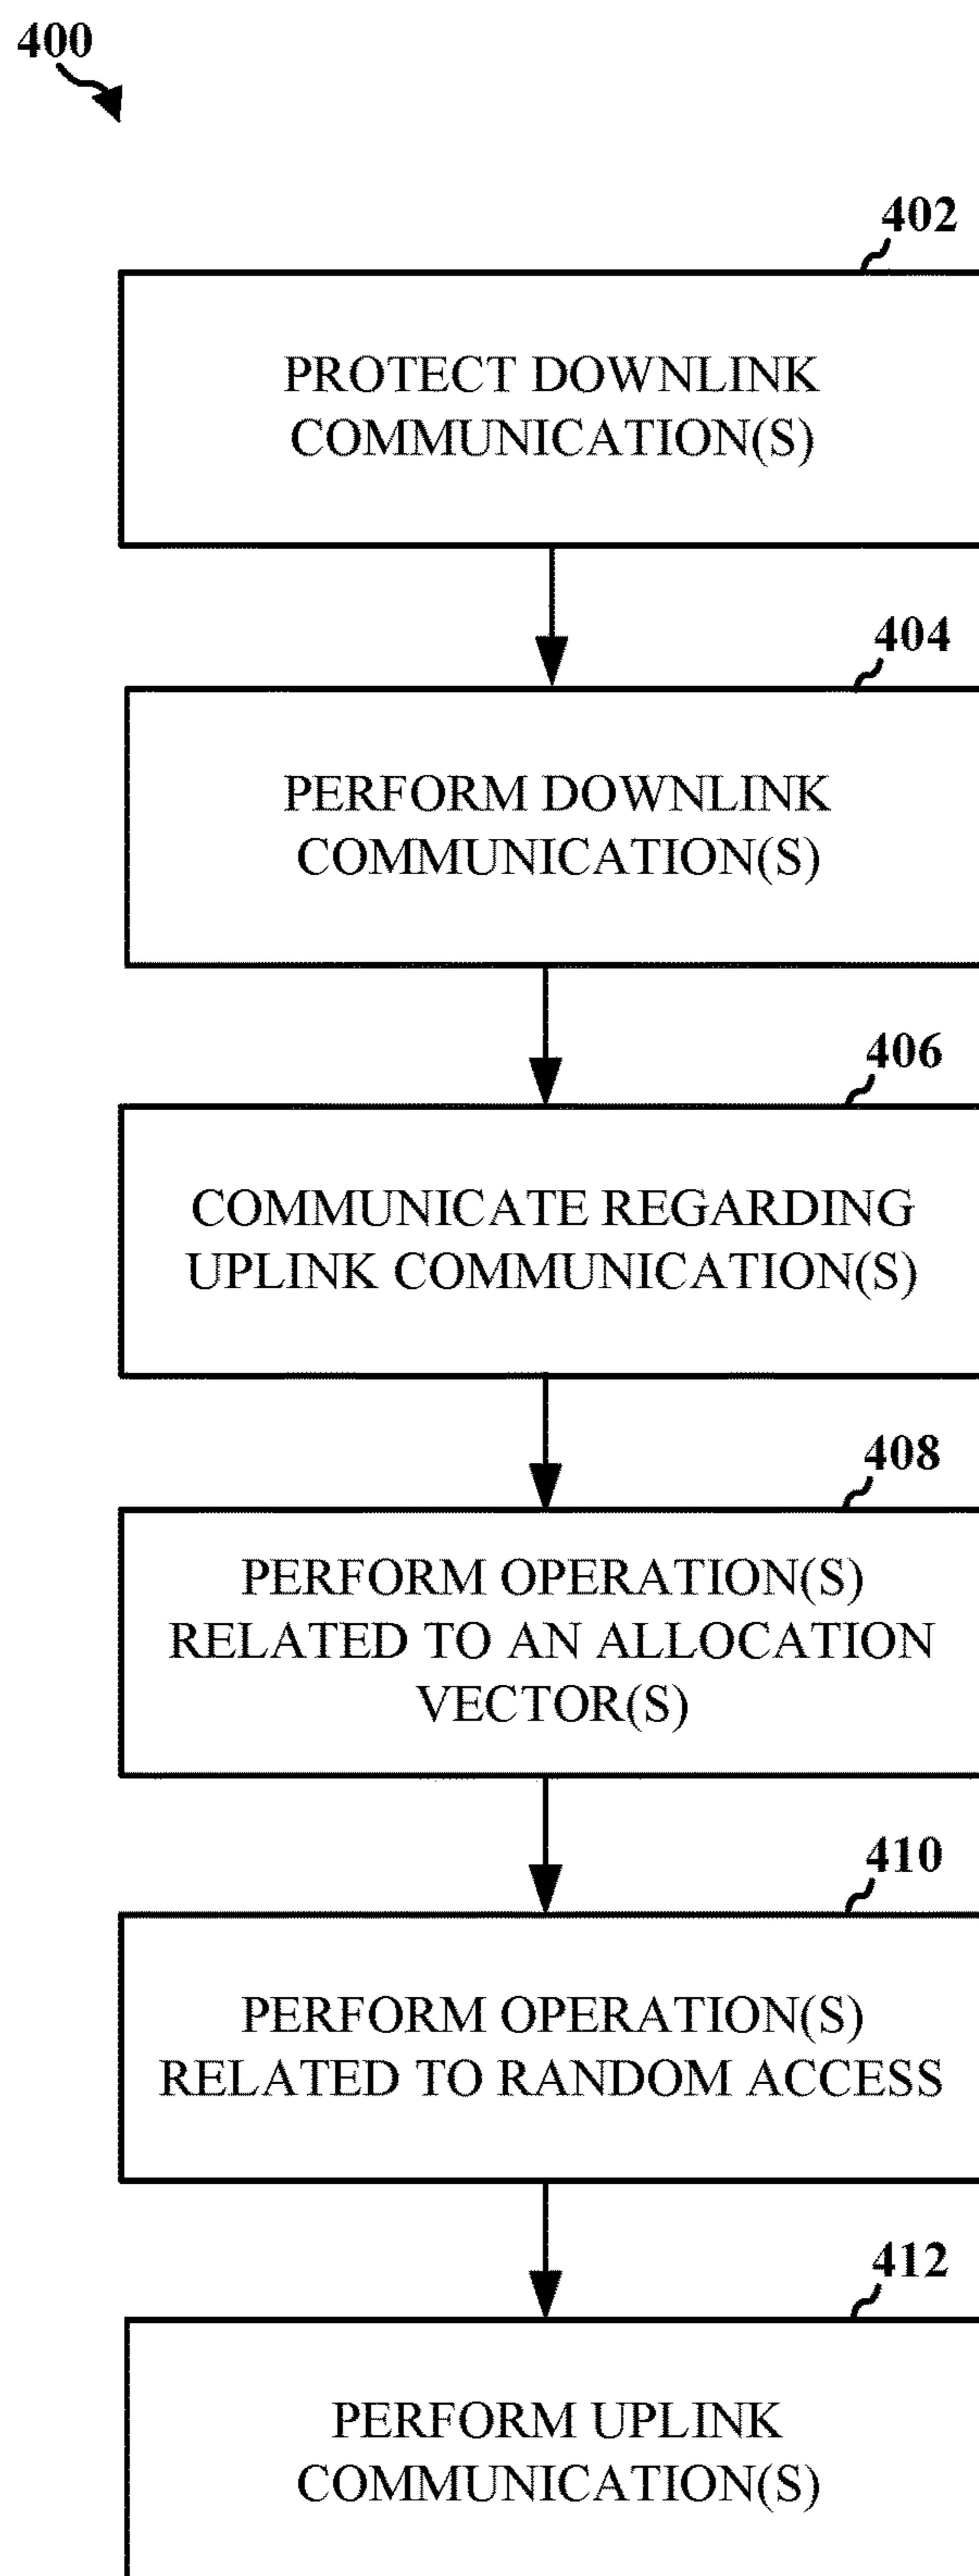 400
402
PROTECT DOWNLINK
COMMUNICATION(S)
404
PERFORM DOWNLINK
COMMUNICATION(S)
406
COMMUNICATE REGARDING
UPLINK COMMUNICATION(S)
408
PERFORM OPERATION(S)
RELATED TO AN ALLOCATION
VECTOR(S)
410
PERFORM OPERATION(S)
RELATED TO RANDOM ACCESS
412
PERFORM UPLINK
COMMUNICATION(S)